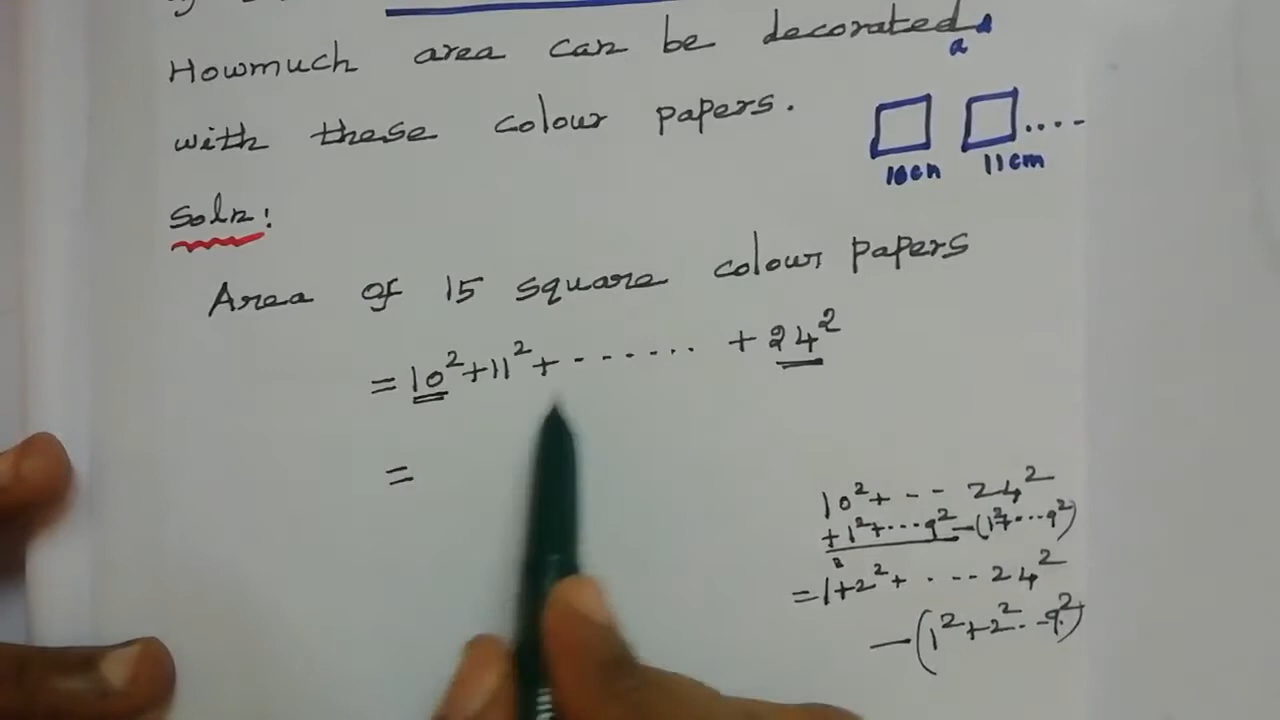 Howmuch area can be decorated
a
with these colour papers.
10cm 11cm
Soln:
Area of 15 square colour papers
= 10² + 11² + ....... + 24²
=
10² + -- 24²
+1² + ... 9² - (1² + ... 9²)
= 1² + 2² + . -- 24²
- (1² + 2² . - 9²)